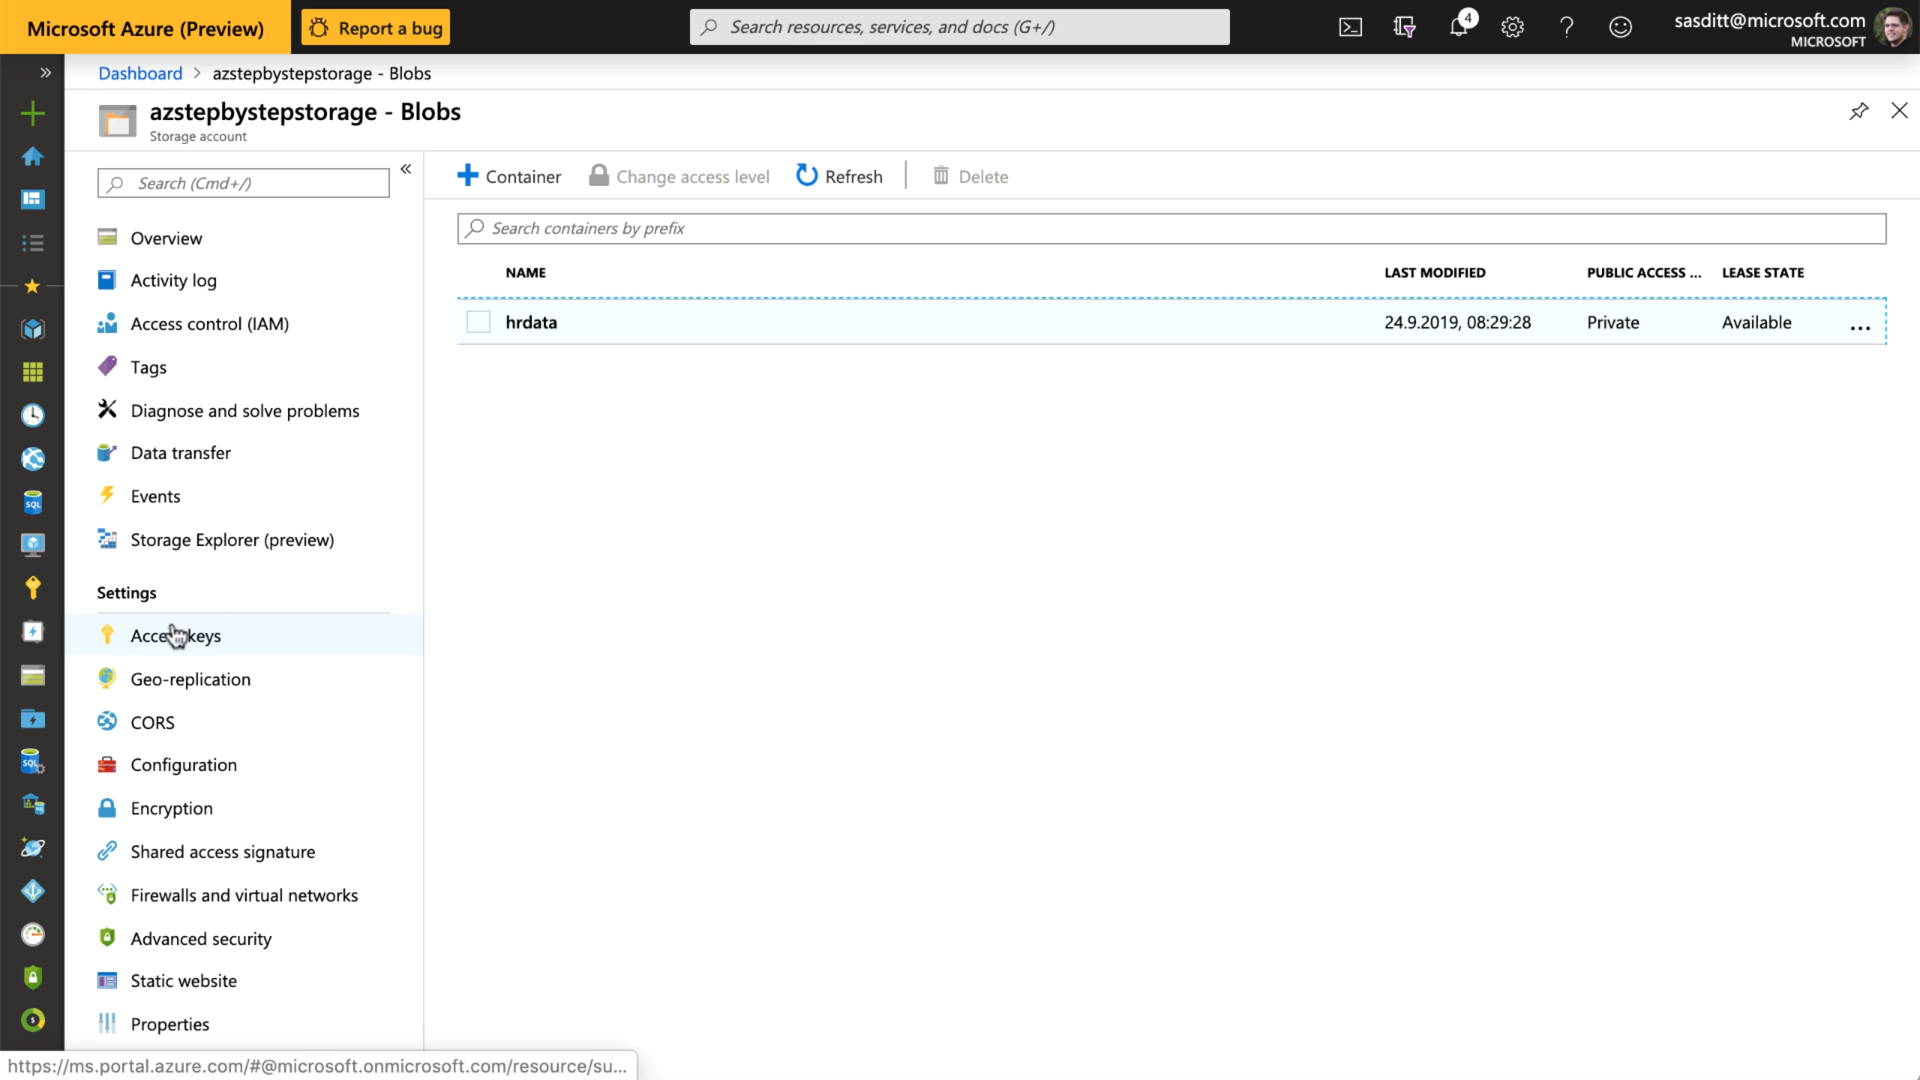 Microsoft Azure (Preview)
Report a bug
Search resources, services, and docs (G+/)
4
sasditt@microsoft.com
MICROSOFT
Dashboard > azstepbystepstorage - Blobs
azstepbystepstorage - Blobs
Storage account
Search (Cmd+/)
Container
Change access level
Refresh
Delete
Search containers by prefix
NAME
LAST MODIFIED
PUBLIC ACCESS ...
LEASE STATE
hrdata
24.9.2019, 08:29:28
Private
Available
...
Overview
Activity log
Access control (IAM)
Tags
Diagnose and solve problems
Data transfer
Events
Storage Explorer (preview)
Settings
Access keys
Geo-replication
CORS
Configuration
Encryption
Shared access signature
Firewalls and virtual networks
Advanced security
Static website
Properties
SQL
SQL
https://ms.portal.azure.com/#@microsoft.onmicrosoft.com/resource/su...